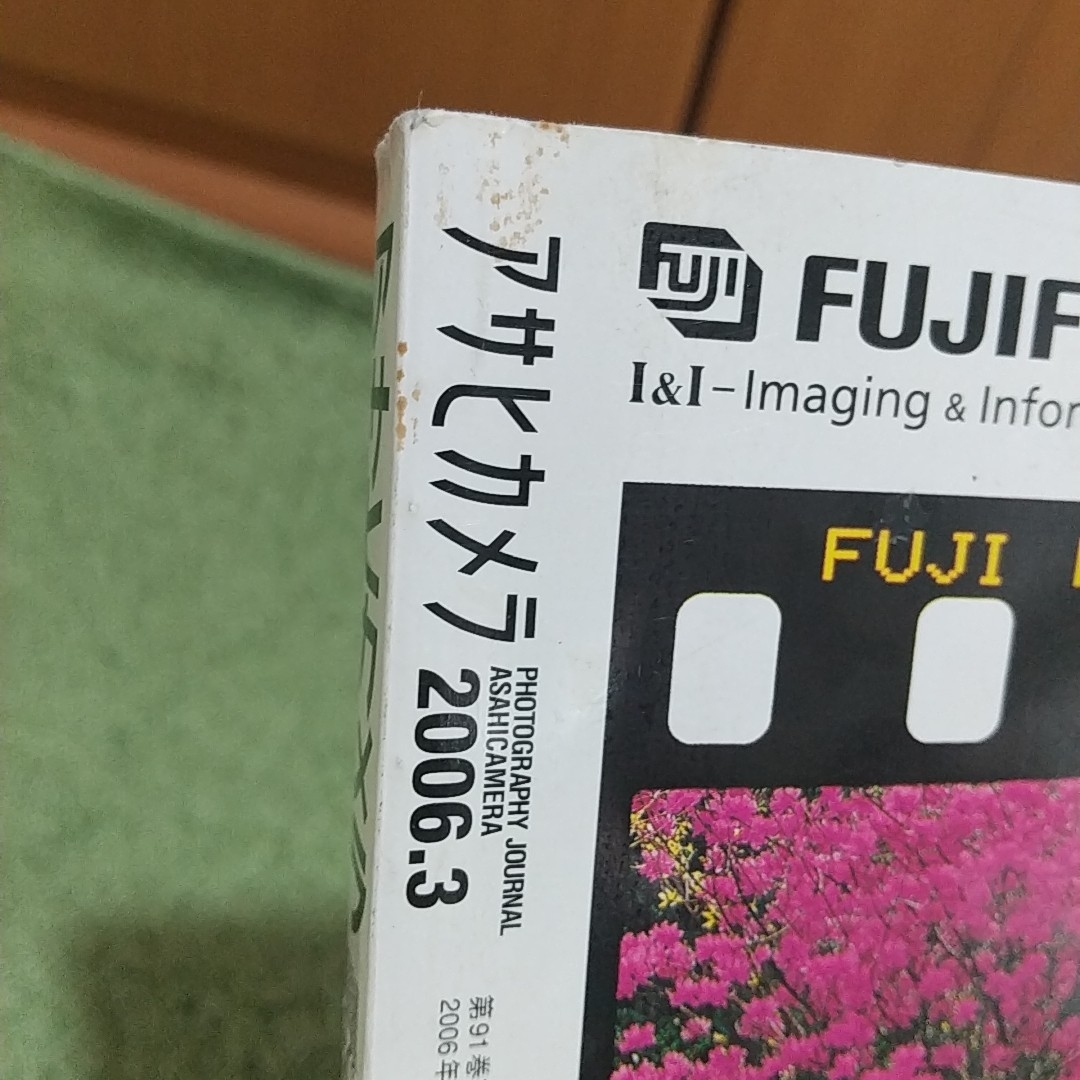 アサヒカメラ
PHOTOGRAPHY JOURNAL
ASAHICAMERA
2006.3
第91巻
2006年
FUJIF
I&I-Imaging & Infor
FUJI